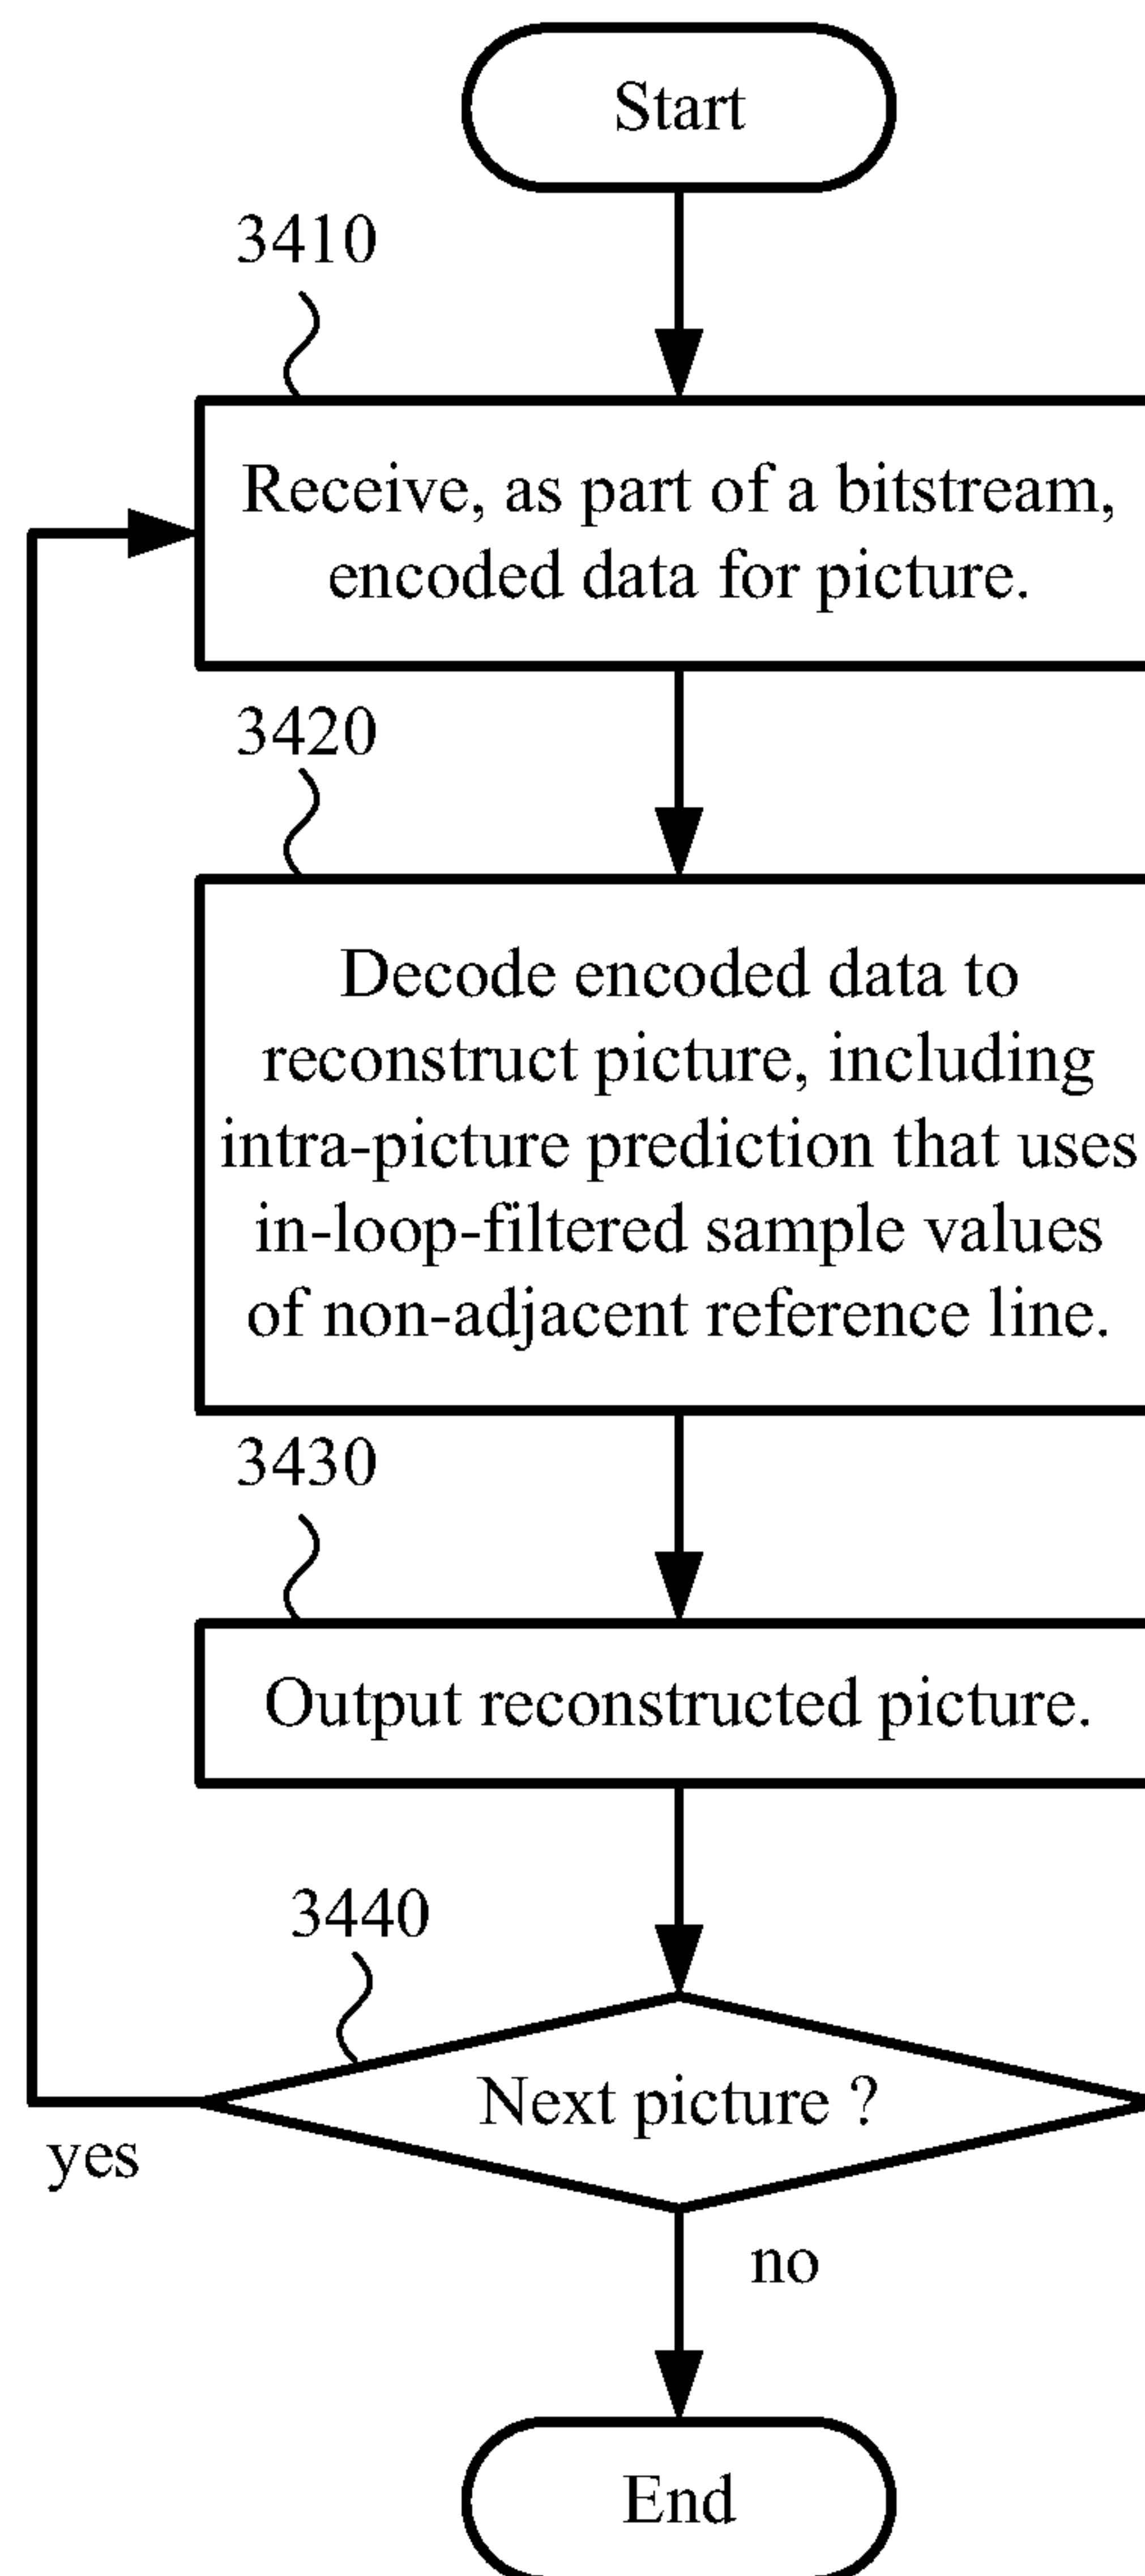 Start
3410
Receive, as part of a bitstream,
encoded data for picture.
3420
Decode encoded data to
reconstruct picture, including
intra-picture prediction that uses
in-loop-filtered sample values
of non-adjacent reference line.
3430
Output reconstructed picture.
3440
Next picture ?
yes
no
End